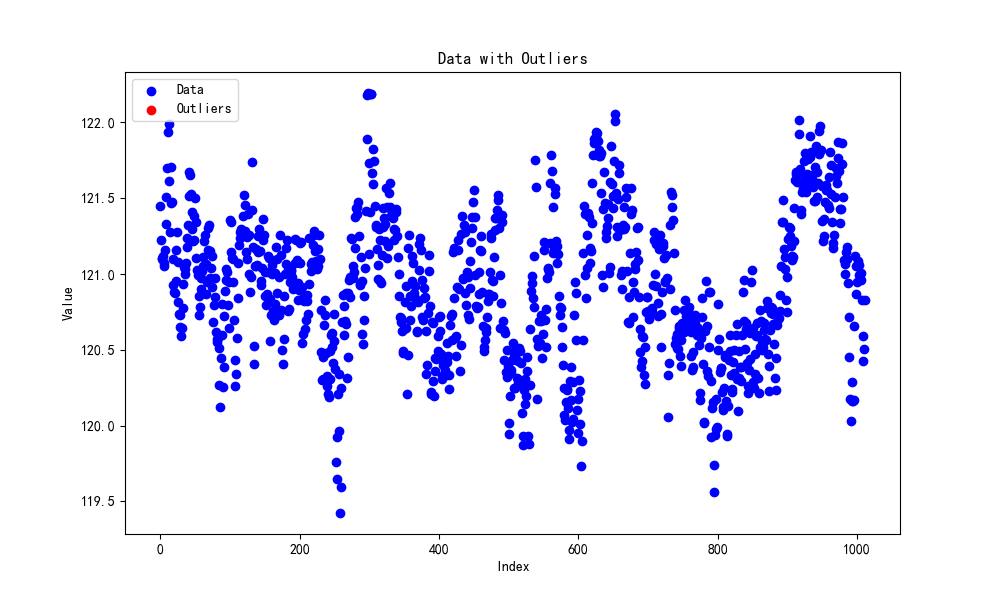 Data with Outliers
Data
Outliers
122.0
121.5
121.0
120.5
120.0
119.5
Value
0 200 400 600 800 1000
Index